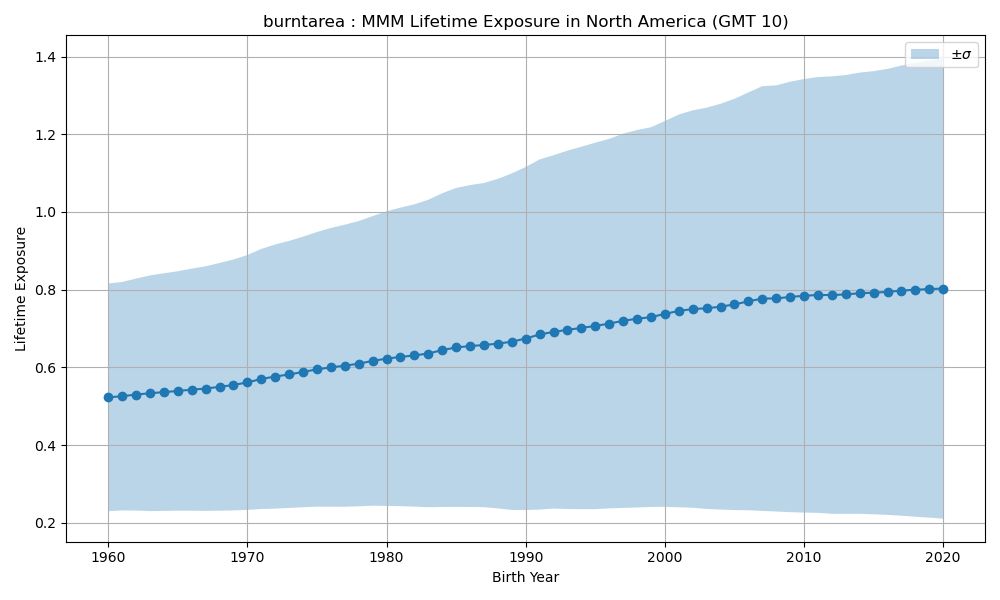 burntarea : MMM Lifetime Exposure in North America (GMT 10)
±σ
Lifetime Exposure
1.4
1.2
1.0
0.8
0.6
0.4
0.2
1960 1970 1980 1990 2000 2010 2020
Birth Year